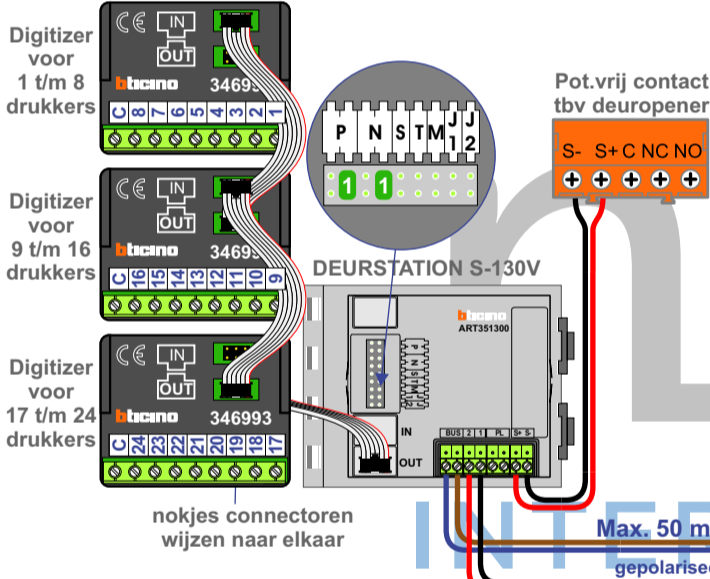 Digitizer
voor
1 t/m 8
drukkers
IN
OUT
bticino
34699
C 8 7 6 5 4 3 2 1
Digitizer
voor
9 t/m 16
drukkers
IN
OUT
bticino
34699
C 16 15 14 13 12 11 10 9
Digitizer
voor
17 t/m 24
drukkers
IN
OUT
bticino
346993
C 24 23 22 21 20 19 18 17
nokjes connectoren
wijzen naar elkaar
P N S T M J1 J2
1 1
DEURSTATION S-130V
bticino
ART351300
P N S T M J1 J2
IN
OUT
BUS 2 1 PL S+ S-
Pot.vrij contact
tbv deuropener
S- S+ C NC NO
INTER
Max. 50 m
gepolarisee